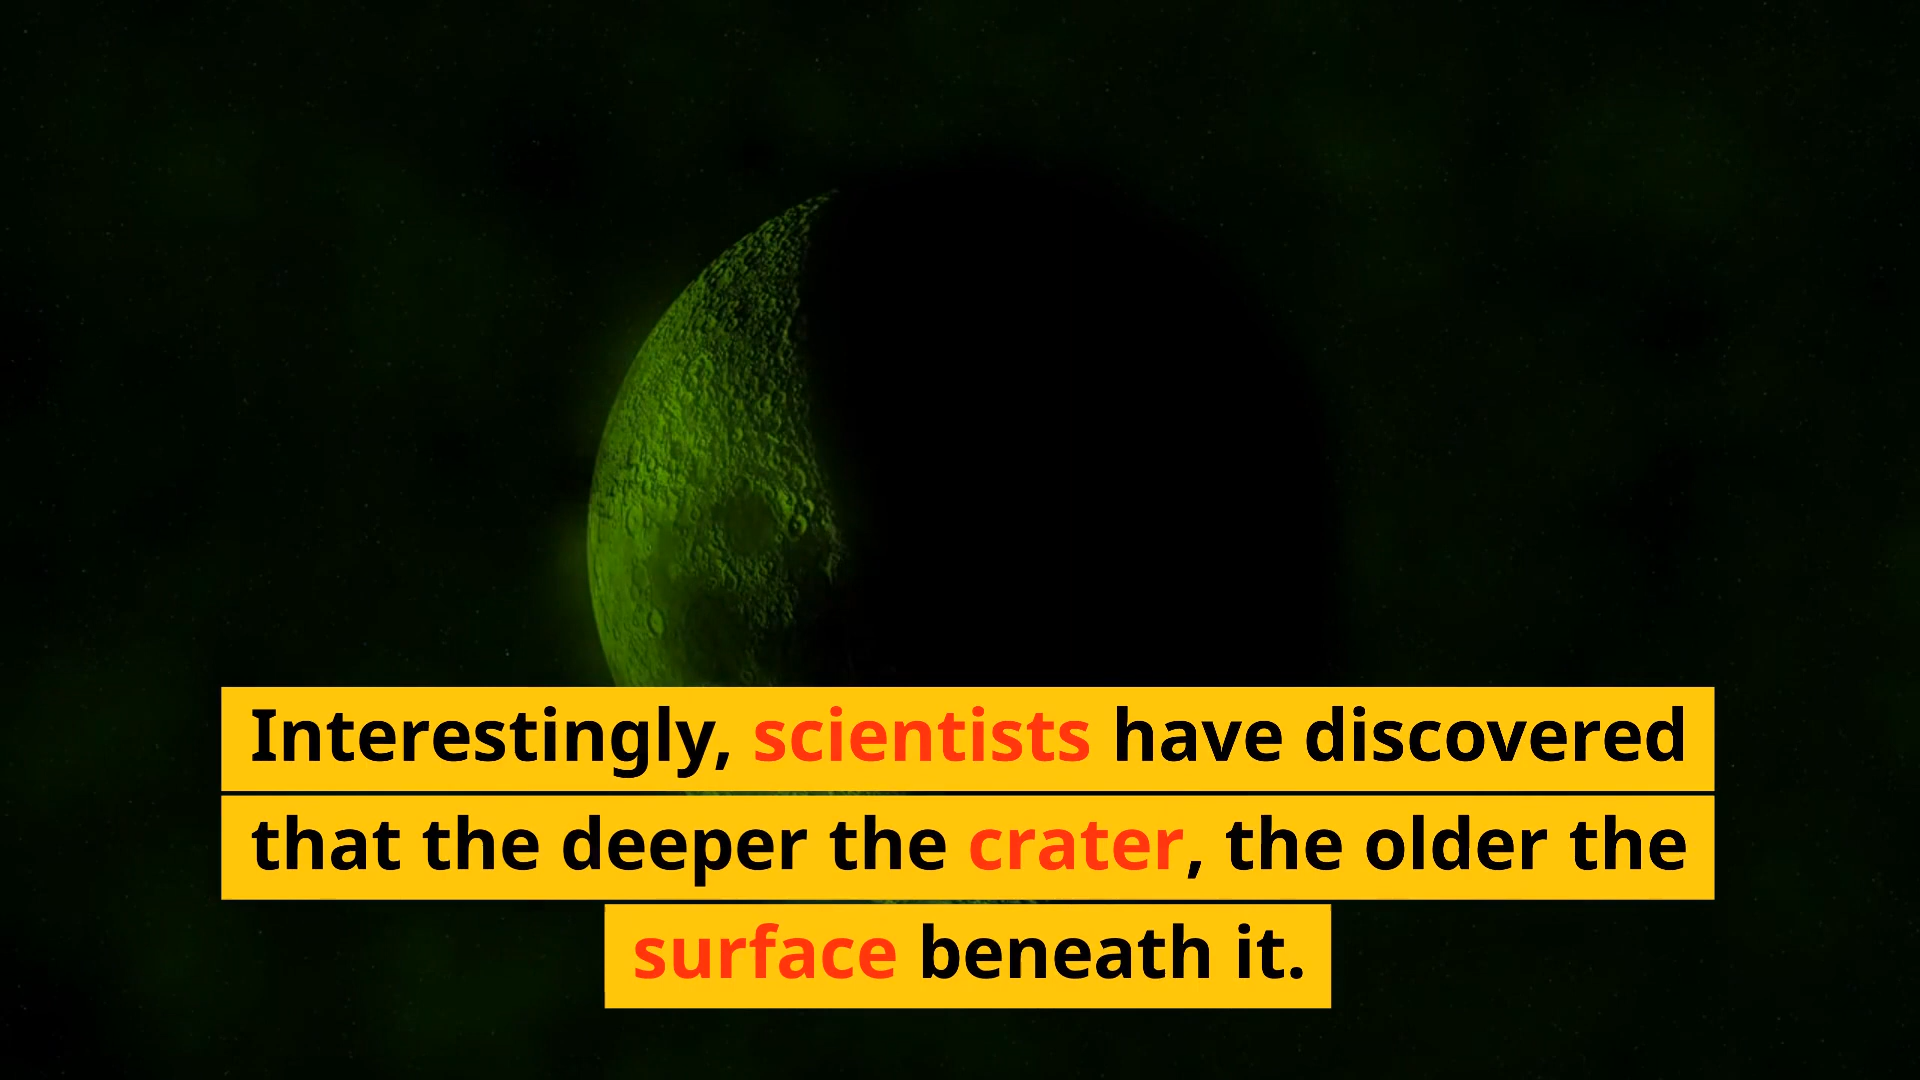 Interestingly, scientists have discovered
that the deeper the crater, the older the
surface beneath it.